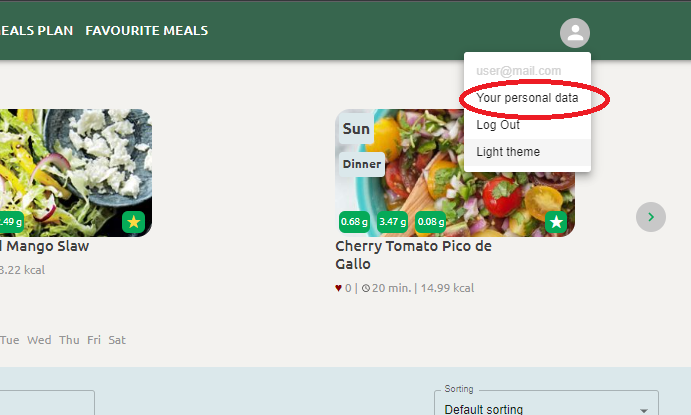 EALS PLAN FAVOURITE MEALS
user@mail.com
Your personal data
Log Out
Light theme
Sun
Dinner
.49 g
0.68 g 3.47 g 0.08 g
Mango Slaw
3.22 kcal
Cherry Tomato Pico de
Gallo
0 | 20 min. | 14.99 kcal
Tue Wed Thu Fri Sat
Sorting
Default sorting